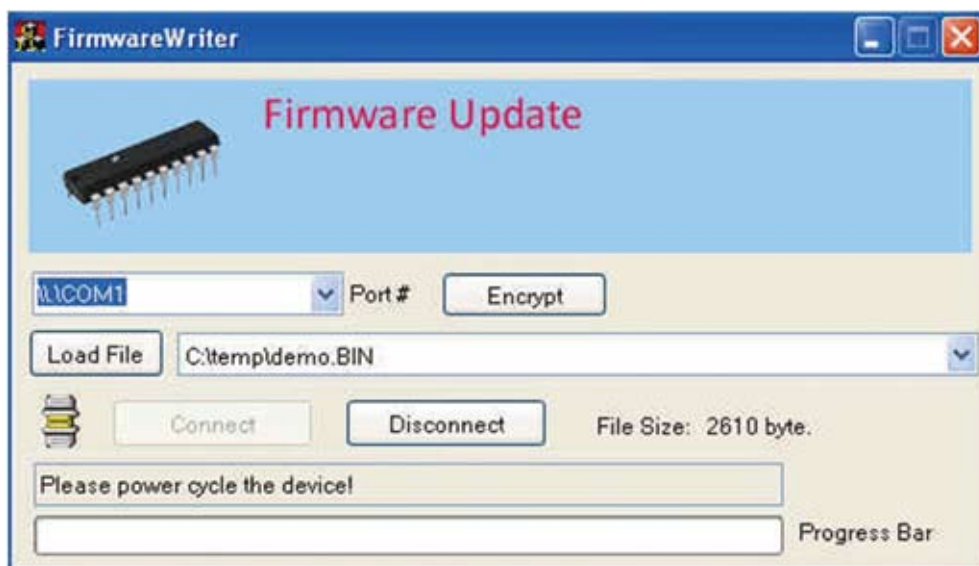 FirmwareWriter
Firmware Update
\\.\COM1 Port # Encrypt
Load File C:\temp\demo.BIN
Connect Disconnect File Size: 2610 byte.
Please power cycle the device!
Progress Bar